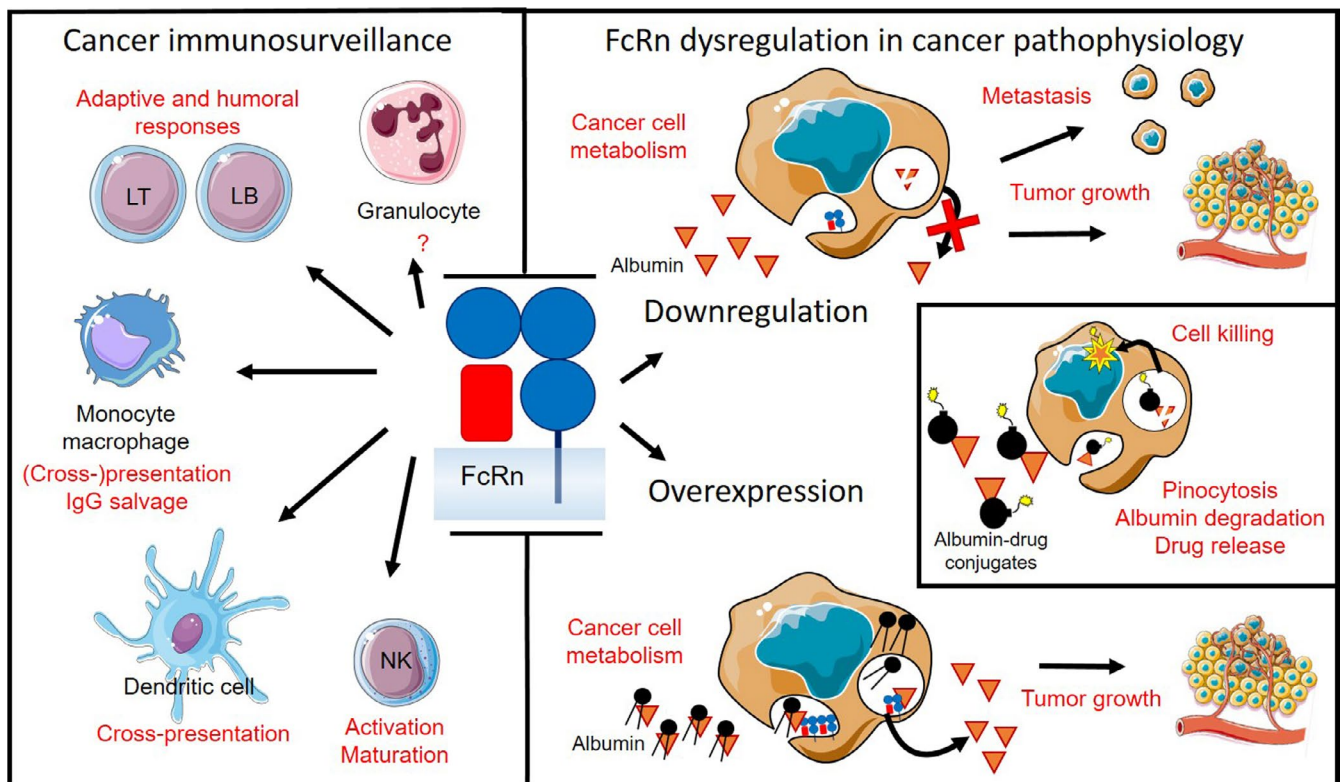 Cancer immunosurveillance
Adaptive and humoral
responses
LT
LB
Granulocyte
?
Monocyte
macrophage
(Cross-)presentation
IgG salvage
Dendritic cell
Cross-presentation
NK
Activation
Maturation
FcRn
FcRn dysregulation in cancer pathophysiology
Cancer cell
metabolism
Albumin
Metastasis
Tumor growth
Downregulation
Overexpression
Cell killing
Albumin-drug
conjugates
Pinocytosis
Albumin degradation
Drug release
Cancer cell
metabolism
Albumin
Tumor growth